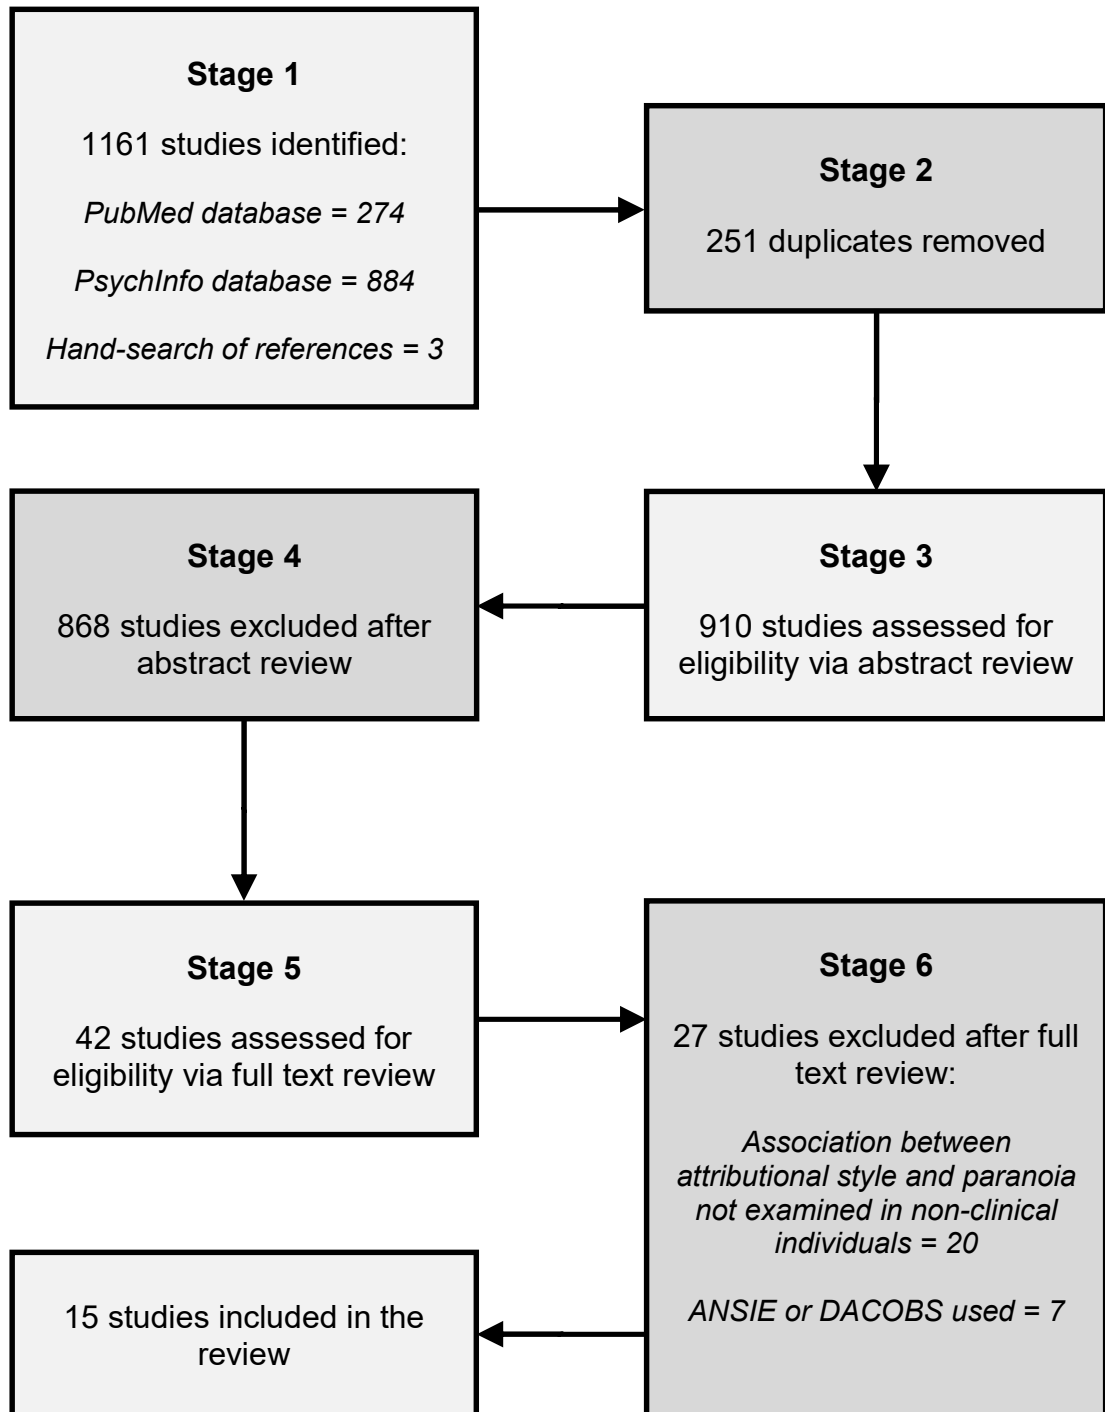 Stage 1
1161 studies identified:
PubMed database = 274
PsychInfo database = 884
Hand-search of references = 3
Stage 2
251 duplicates removed
Stage 3
910 studies assessed for
eligibility via abstract review
Stage 4
868 studies excluded after
abstract review
Stage 5
42 studies assessed for
eligibility via full text review
Stage 6
27 studies excluded after full
text review:
Association between
attributional style and paranoia
not examined in non-clinical
individuals = 20
ANSIE or DACOBS used = 7
15 studies included in the
review